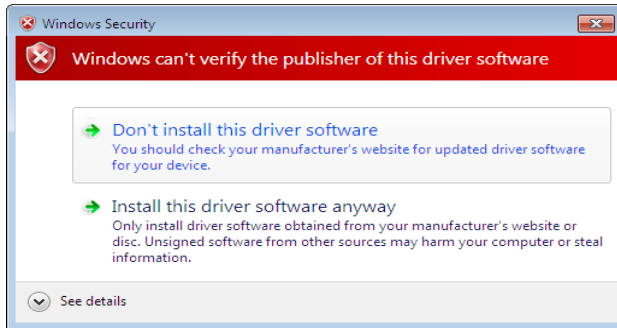 Windows Security
Windows can't verify the publisher of this driver software
Don't install this driver software
You should check your manufacturer's website for updated driver software
for your device.
Install this driver software anyway
Only install driver software obtained from your manufacturer's website or
disc. Unsigned software from other sources may harm your computer or steal
information.
See details